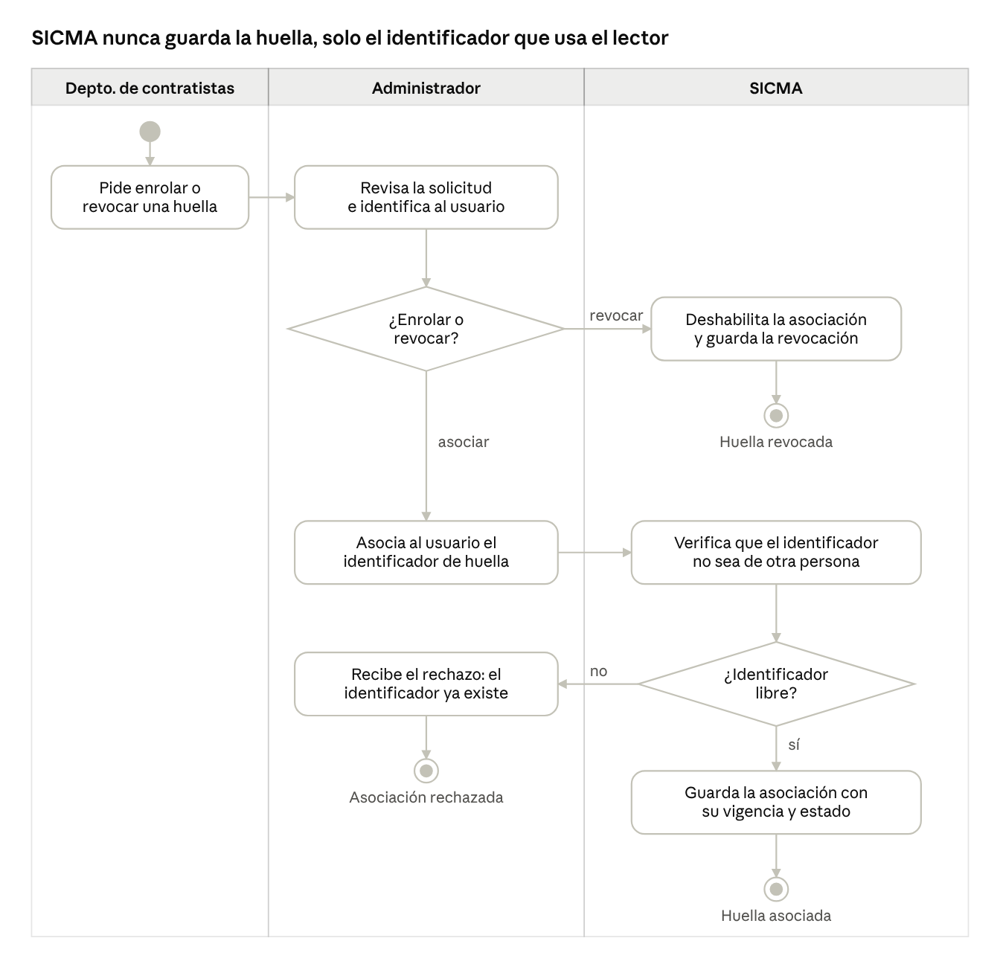 SICMA nunca guarda la huella, solo el identificador que usa el lector
Depto. de contratistas
Administrador
SICMA
Pide enrolar o
revocar una huella
Revisa la solicitud
e identifica al usuario
¿Enrolar o
revocar?
revocar
Deshabilita la asociación
y guarda la revocación
Huella revocada
asociar
Asocia al usuario el
identificador de huella
Verifica que el identificador
no sea de otra persona
¿Identificador
libre?
no
Recibe el rechazo: el
identificador ya existe
Asociación rechazada
sí
Guarda la asociación con
su vigencia y estado
Huella asociada